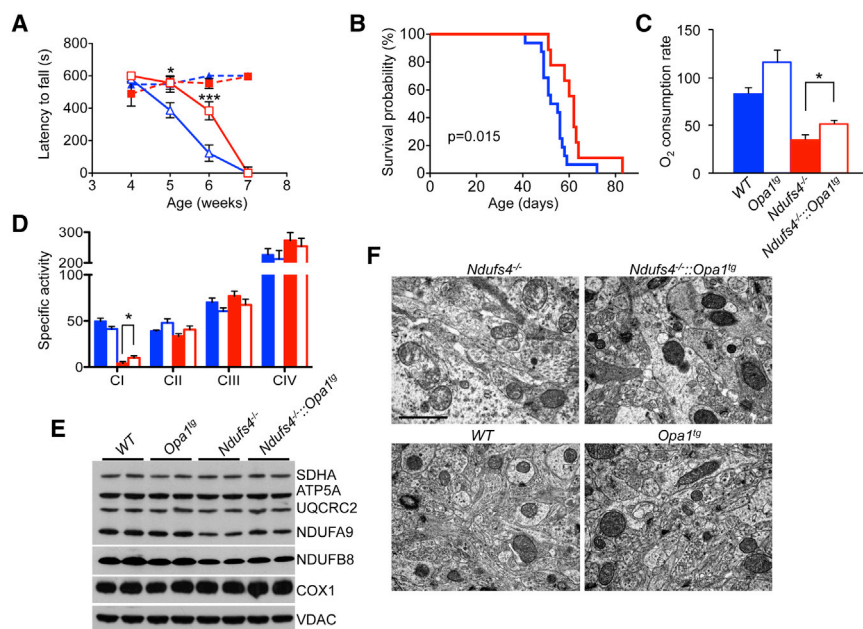 A
Latency to fall (s)
800
600
400
200
0
*
***
3 4 5 6 7 8
Age (weeks)
B
Survival probability (%)
100
80
60
40
20
0
p=0.015
0 20 40 60 80
Age (days)
C
O2 consumption rate
150
100
50
0
*
WT
Opa1tg
Ndufs4-/-
Ndufs4-/-::Opa1tg
D
Specific activity
300
200
100
50
0
*
CI CII CIII CIV
E
WT Opa1tg Ndufs4-/- Ndufs4-/-::Opa1tg
SDHA
ATP5A
UQCRC2
NDUFA9
NDUFB8
COX1
VDAC
F
Ndufs4-/- Ndufs4-/-::Opa1tg
WT Opa1tg